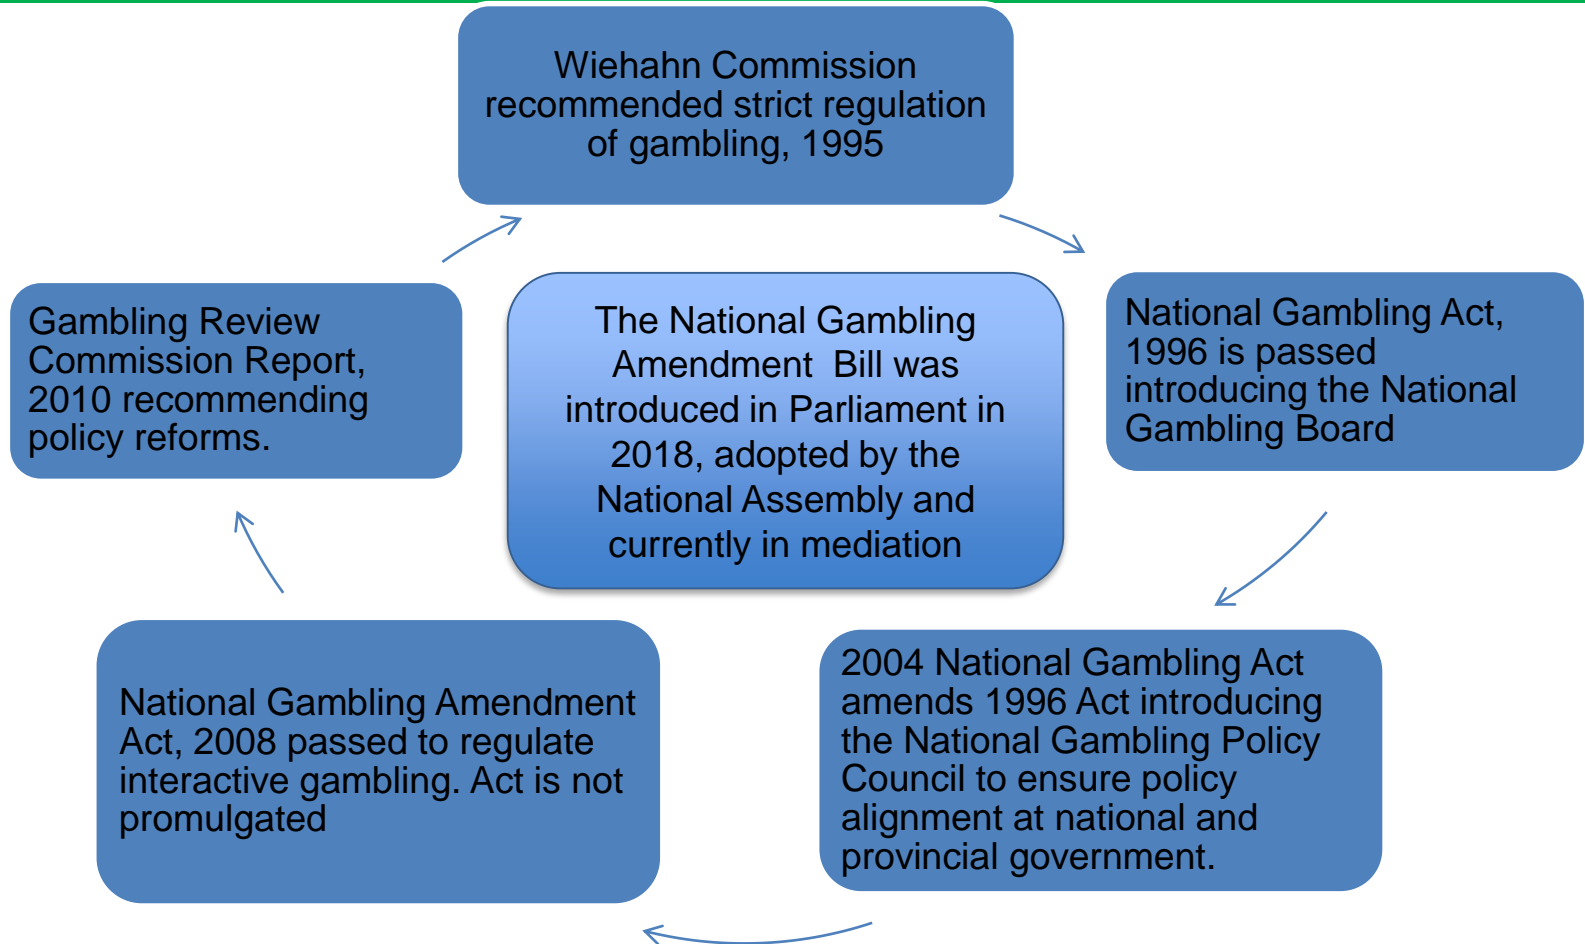 Wiehahn Commission
recommended strict regulation
of gambling, 1995
National Gambling Act,
1996 is passed
introducing the National
Gambling Board
2004 National Gambling Act
amends 1996 Act introducing
the National Gambling Policy
Council to ensure policy
alignment at national and
provincial government.
National Gambling Amendment
Act, 2008 passed to regulate
interactive gambling. Act is not
promulgated
Gambling Review
Commission Report,
2010 recommending
policy reforms.
The National Gambling
Amendment  Bill was
introduced in Parliament in
2018, adopted by the
National Assembly and
currently in mediation